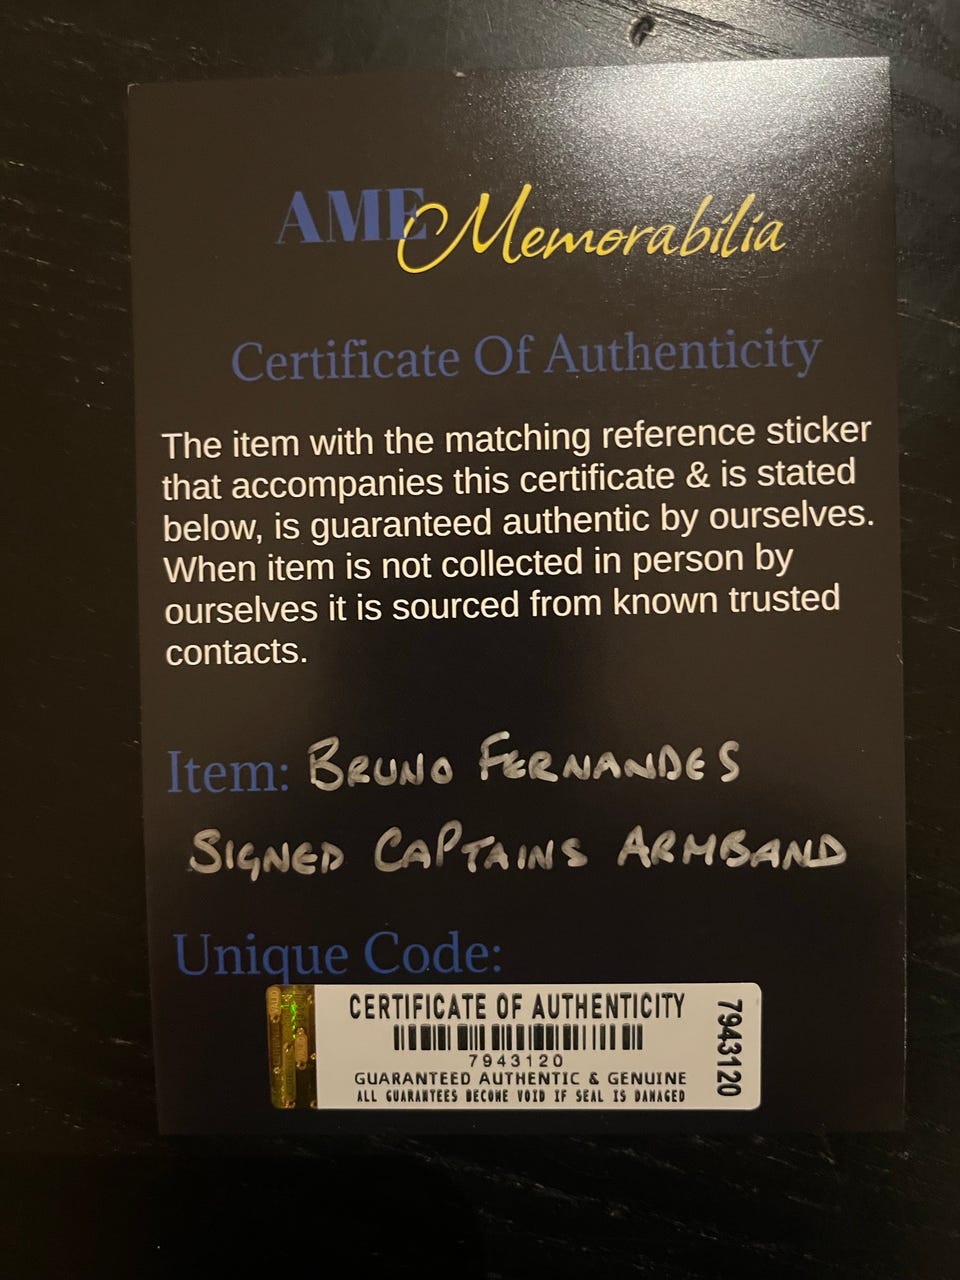 AME Memorabilia
Certificate Of Authenticity
The item with the matching reference sticker
that accompanies this certificate & is stated
below, is guaranteed authentic by ourselves.
When item is not collected in person by
ourselves it is sourced from known trusted
contacts.
Item: BRUNO FERNANDES
SIGNED CAPTAINS ARMBAND
Unique Code:
CERTIFICATE OF AUTHENTICITY
7943120
GUARANTEED AUTHENTIC & GENUINE
ALL GUARANTEES BECOME VOID IF SEAL IS DAMAGED
7943120